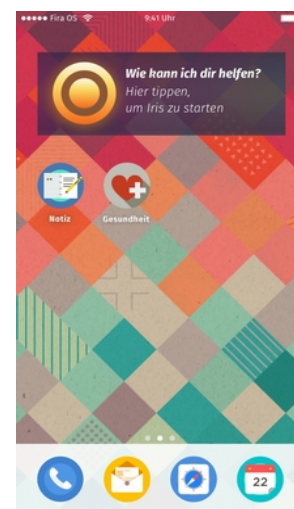 Fira OS
9:41 Uhr
Wie kann ich dir helfen?
Hier tippen,
um Iris zu starten
Notiz
Gesundheit
22